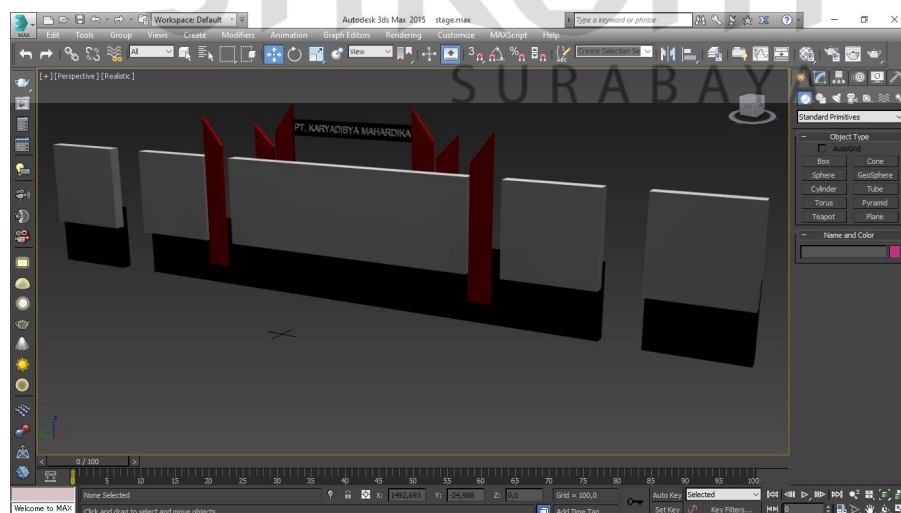 Workspace: Default
Autodesk 3ds Max 2015 stage.max
Type a keyword or phrase
MAX Edit Tools Group Views Create Modifiers Animation Graph Editors Rendering Customize MAXScript Help
All View Create Selection Se
SURABAYA
[+] [Perspective] [Realistic]
Standard Primitives
PT. KARYADIBYA MAHARDIKA
Object Type
AutoGrid
Box Cone
Sphere GeoSphere
Cylinder Tube
Torus Pyramid
Teapot Plane
Name and Color
0 / 100
5 10 15 20 25 30 35 40 45 50 55 60 65 70 75 80 85 90 95 100
None Selected X: 1492,693 Y: -24,988 Z: 0,0 Grid = 100,0 Auto Key Selected
Welcome to MAX Click and drag to select and move objects Add Time Tag Set Key Key Filters... 0